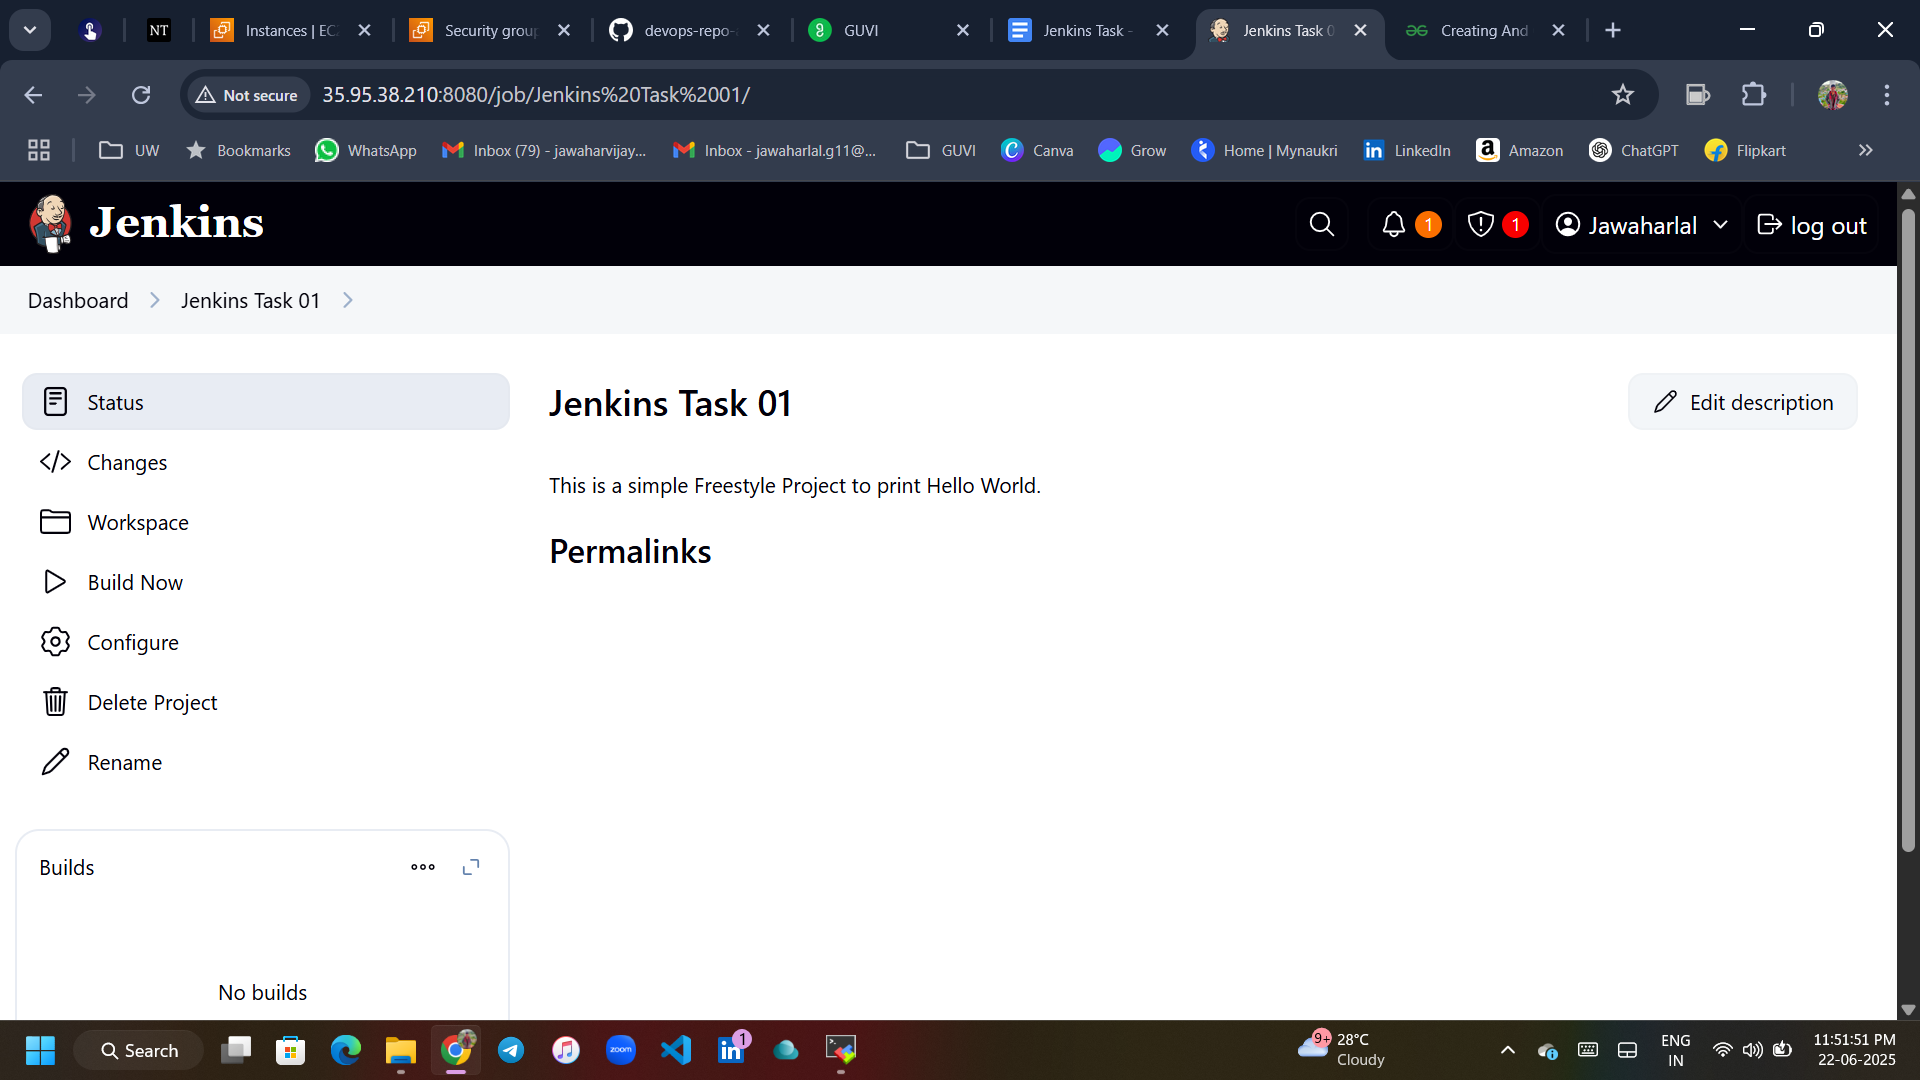 NT
Instances | EC2
Security group
devops-repo-
GUVI
Jenkins Task -
Jenkins Task 0
Creating And
Not secure
35.95.38.210:8080/job/Jenkins%20Task%2001/
UW
Bookmarks
WhatsApp
Inbox (79) - jawaharvijay...
Inbox - jawaharlal.g11@...
GUVI
Canva
Grow
Home | Mynaukri
LinkedIn
Amazon
ChatGPT
Flipkart
Jenkins
1
1
Jawaharlal
log out
Dashboard
Jenkins Task 01
Status
Changes
Workspace
Build Now
Configure
Delete Project
Rename
Jenkins Task 01
Edit description
This is a simple Freestyle Project to print Hello World.
Permalinks
Builds
No builds
Search
zoom
1
9+
28°C
Cloudy
ENG
IN
11:51:51 PM
22-06-2025